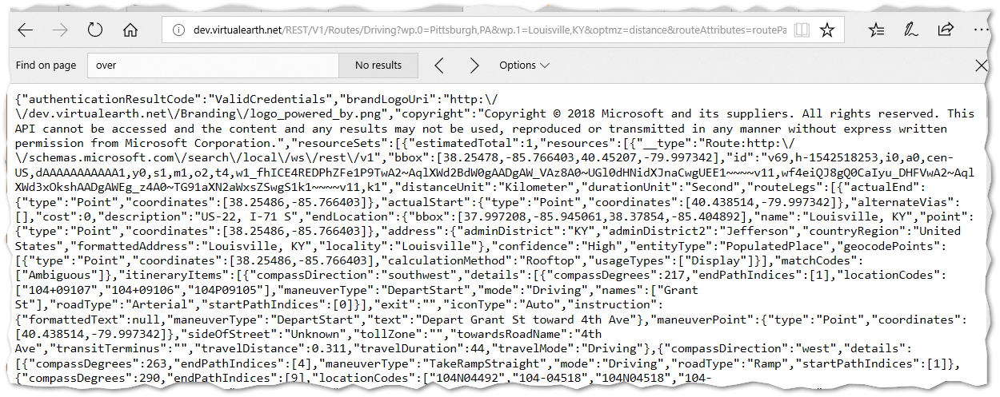 dev.virtualearth.net/REST/V1/Routes/Driving?wp.0=Pittsburgh,PA&wp.1=Louisville,KY&optmz=distance&routeAttributes=routePa
Find on page over No results Options
{"authenticationResultCode":"ValidCredentials","brandLogoUri":"http:\/
\/dev.virtualearth.net\/Branding\/logo_powered_by.png","copyright":"Copyright © 2018 Microsoft and its suppliers. All rights reserved. This
API cannot be accessed and the content and any results may not be used, reproduced or transmitted in any manner without express written
permission from Microsoft Corporation.","resourceSets":[{"estimatedTotal":1,"resources":[{"__type":"Route:http:\/
\/schemas.microsoft.com\/search\/local\/ws\/rest\/v1","bbox":[38.25478,-85.766403,40.45207,-79.997342],"id":"v69,h-1542518253,i0,a0,cen-
US,dAAAAAAAAAAA1,y0,s1,m1,o2,t4,w1_fhICE4REDPhZFe1P9TwA2~AqlXWd2BdW0gAADgAW_VAz8A0~UGl0dHNidXJnaCwgUEE1~~~~v11,wf4eiQJ8gQ0CaIyu_DHFVwA2~Aql
XWd3xOkshAADgAWEg_z4A0~TG91aXN2aWxsZSwgS1k1~~~~v11,k1","distanceUnit":"Kilometer","durationUnit":"Second","routeLegs":[{"actualEnd":
{"type":"Point","coordinates":[38.25486,-85.766403]},"actualStart":{"type":"Point","coordinates":[40.438514,-79.997342]},"alternateVias":
[],"cost":0,"description":"US-22, I-71 S","endLocation":{"bbox":[37.997208,-85.945061,38.37854,-85.404892],"name":"Louisville, KY","point":
{"type":"Point","coordinates":[38.25486,-85.766403]},"address":{"adminDistrict":"KY","adminDistrict2":"Jefferson","countryRegion":"United
States","formattedAddress":"Louisville, KY","locality":"Louisville"},"confidence":"High","entityType":"PopulatedPlace","geocodePoints":
[{"type":"Point","coordinates":[38.25486,-85.766403],"calculationMethod":"Rooftop","usageTypes":["Display"]}],"matchCodes":
["Ambiguous"]},"itineraryItems":[{"compassDirection":"southwest","details":[{"compassDegrees":217,"endPathIndices":[1],"locationCodes":
["104+09107","104+09106","104P09105"],"maneuverType":"DepartStart","mode":"Driving","names":["Grant
St"],"roadType":"Arterial","startPathIndices":[0]}],"exit":"","iconType":"Auto","instruction":
{"formattedText":null,"maneuverType":"DepartStart","text":"Depart Grant St toward 4th Ave"},"maneuverPoint":{"type":"Point","coordinates":
[40.438514,-79.997342]},"sideOfStreet":"Unknown","tollZone":"","towardsRoadName":"4th
Ave","transitTerminus":"","travelDistance":0.311,"travelDuration":44,"travelMode":"Driving"},{"compassDirection":"west","details":
[{"compassDegrees":263,"endPathIndices":[4],"maneuverType":"TakeRampStraight","mode":"Driving","roadType":"Ramp","startPathIndices":[1]},
{"compassDegrees":290,"endPathIndices":[9],"locationCodes":["104N04492","104-04518","104N04518","104-